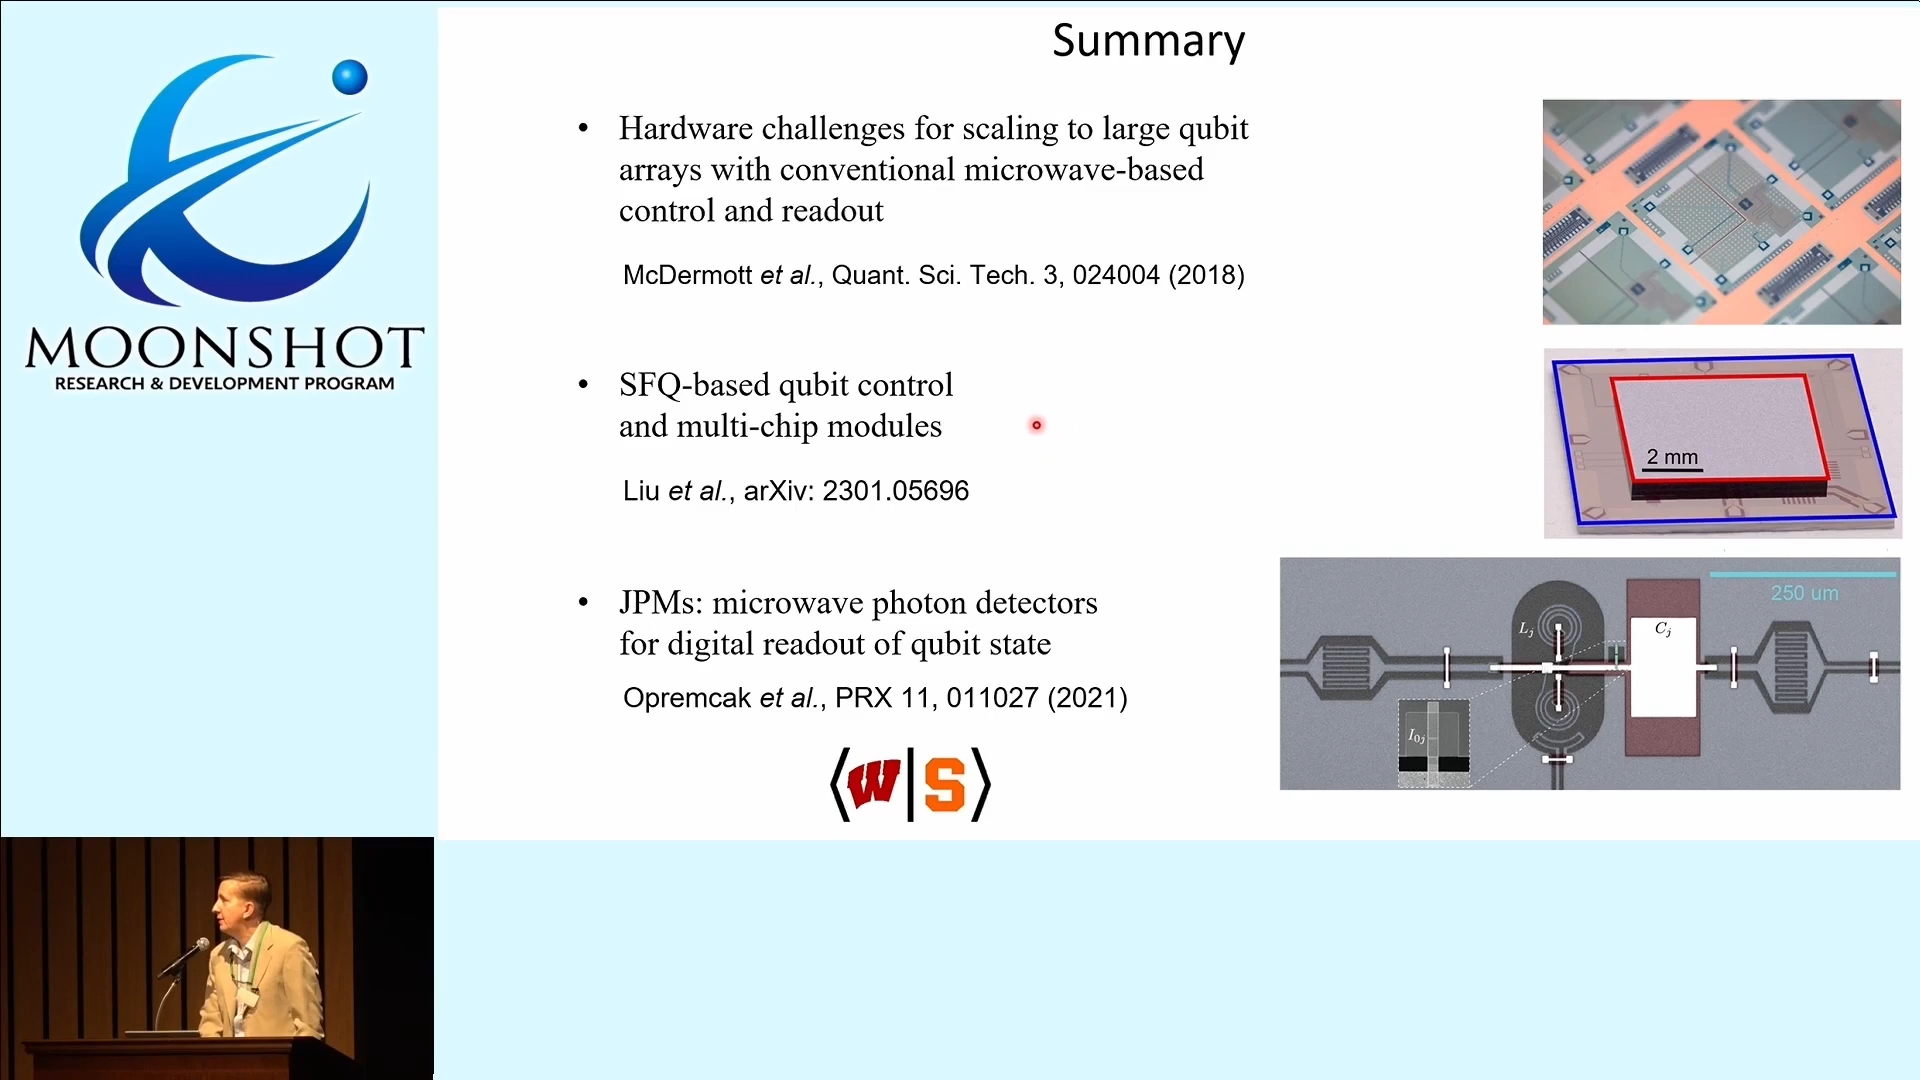 MOONSHOT
RESEARCH & DEVELOPMENT PROGRAM
Summary
• Hardware challenges for scaling to large qubit
arrays with conventional microwave-based
control and readout
McDermott et al., Quant. Sci. Tech. 3, 024004 (2018)
• SFQ-based qubit control
and multi-chip modules
Liu et al., arXiv: 2301.05696
• JPMs: microwave photon detectors
for digital readout of qubit state
Opremcak et al., PRX 11, 011027 (2021)
⟨W|S⟩
2 mm
250 um
Lj
Cj
I0j